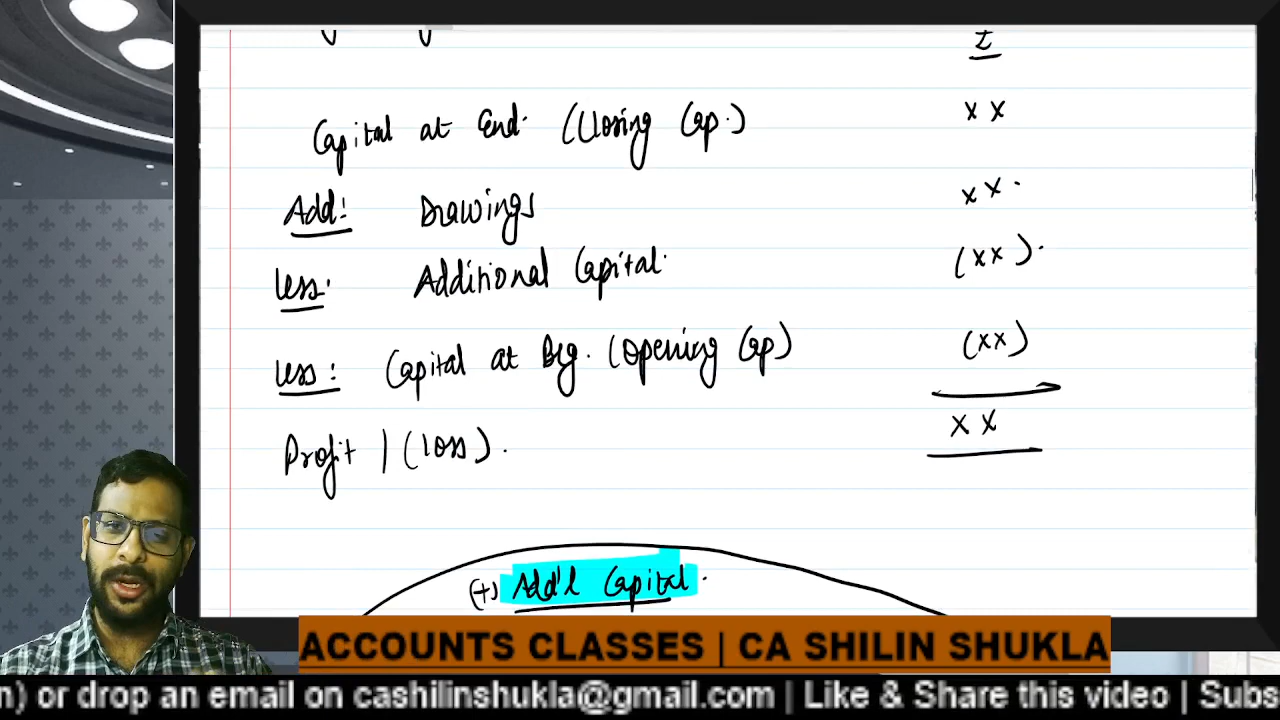 Capital at End. (Closing Cap.) xx
Add: Drawings xx.
Less: Additional Capital. (xx).
Less: Capital at Beg. (Opening Cap) (xx)
Profit | (loss). xx
(+) Add'l Capital.
ACCOUNTS CLASSES | CA SHILIN SHUKLA
) or drop an email on cashilinshukla@gmail.com | Like & Share this video | Subs